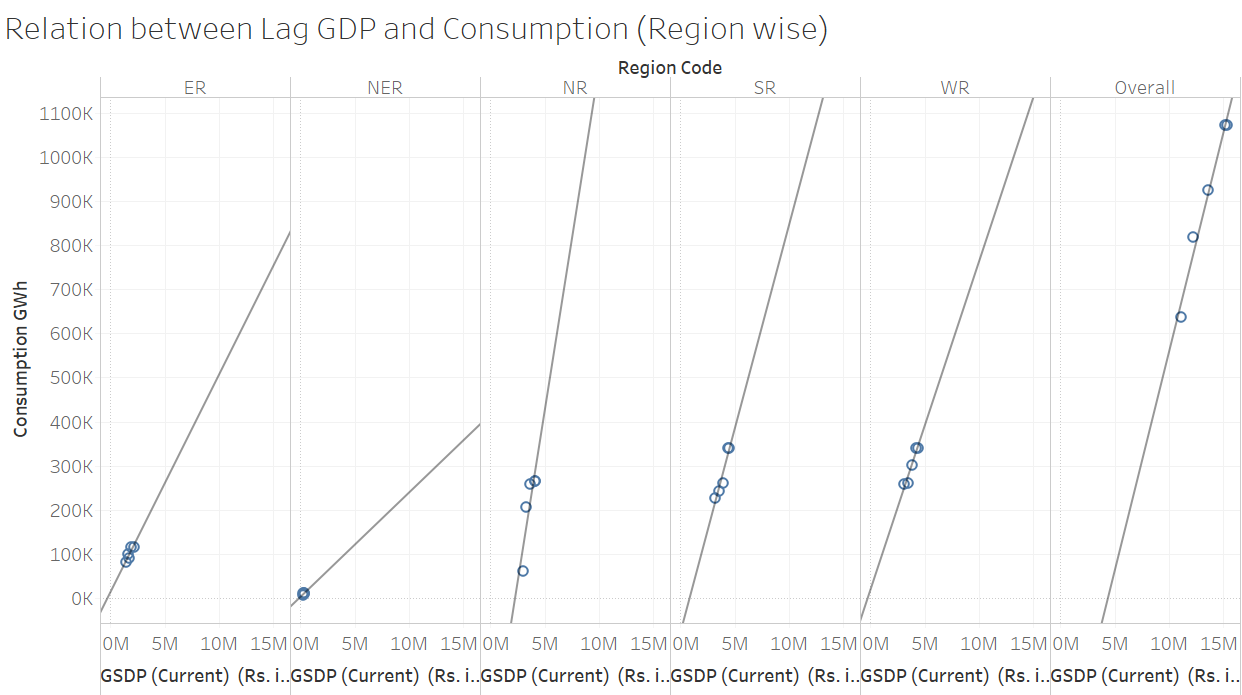 Relation between Lag GDP and Consumption (Region wise)
Region Code
ER NER NR SR WR Overall
1100K
1000K
900K
800K
700K
600K
500K
400K
300K
200K
100K
0K
Consumption GWh
0M 5M 10M 15M 0M 5M 10M 15M 0M 5M 10M 15M 0M 5M 10M 15M 0M 5M 10M 15M 0M 5M 10M 15M
GSDP (Current) (Rs. i.. GSDP (Current) (Rs. i.. GSDP (Current) (Rs. i.. GSDP (Current) (Rs. i.. GSDP (Current) (Rs. i.. GSDP (Current) (Rs. i..